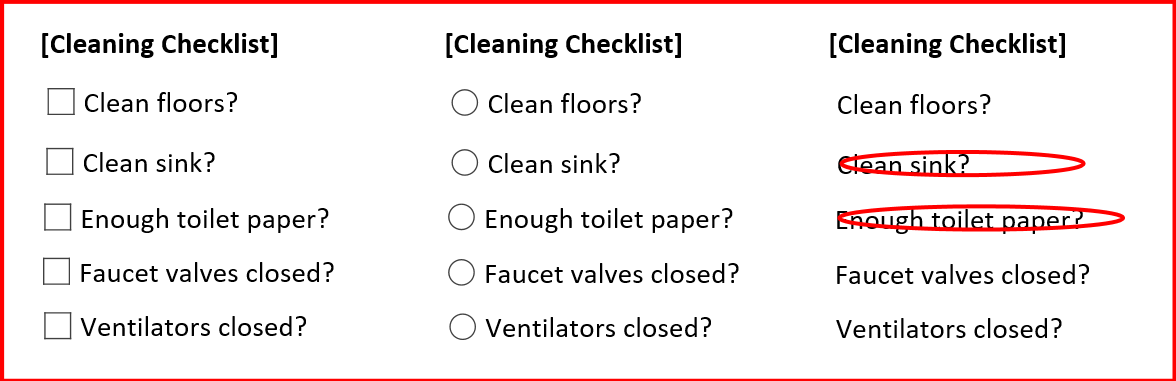 [Cleaning Checklist]
Clean floors?
Clean sink?
Enough toilet paper?
Faucet valves closed?
Ventilators closed?
[Cleaning Checklist]
Clean floors?
Clean sink?
Enough toilet paper?
Faucet valves closed?
Ventilators closed?
[Cleaning Checklist]
Clean floors?
Clean sink?
Enough toilet paper?
Faucet valves closed?
Ventilators closed?